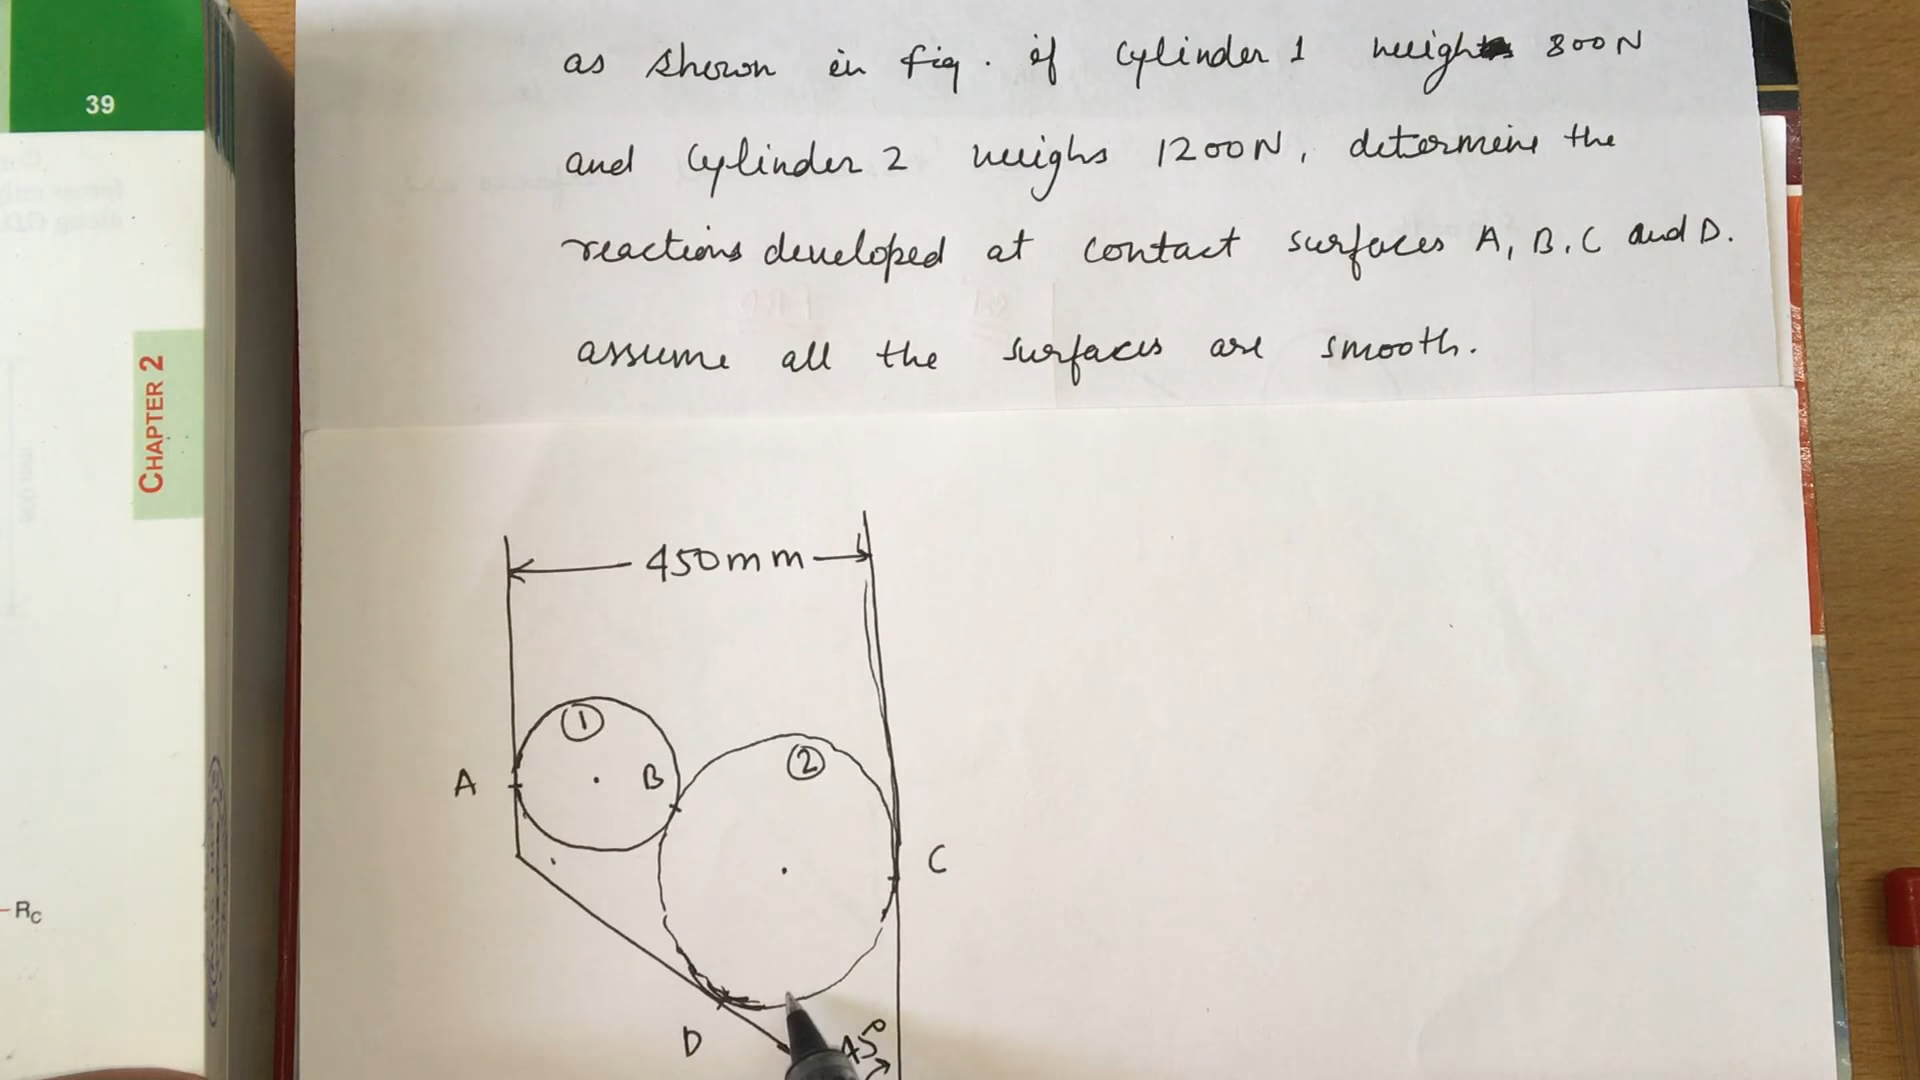 39
CHAPTER 2
Rc
as shown in fig. if cylinder 1 weighs 800N
and cylinder 2 weighs 1200N, determine the
reactions developed at contact surfaces A, B, C and D.
assume all the surfaces are smooth.
450mm
1
2
A
B
C
D
45°